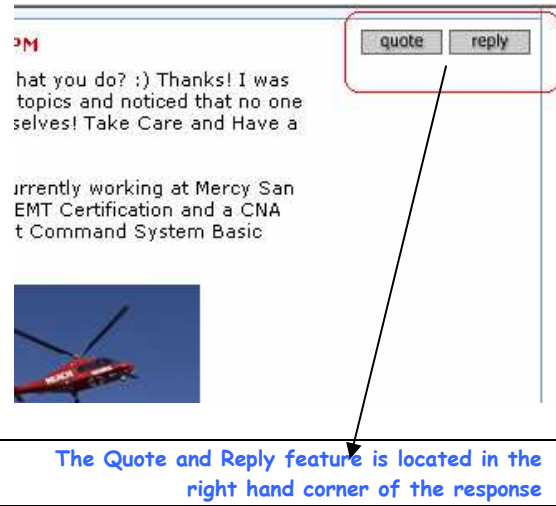 PM
quote reply
hat you do? :) Thanks! I was
topics and noticed that no one
selves! Take Care and Have a
urrently working at Mercy San
EMT Certification and a CNA
t Command System Basic
REACH
The Quote and Reply feature is located in the
right hand corner of the response